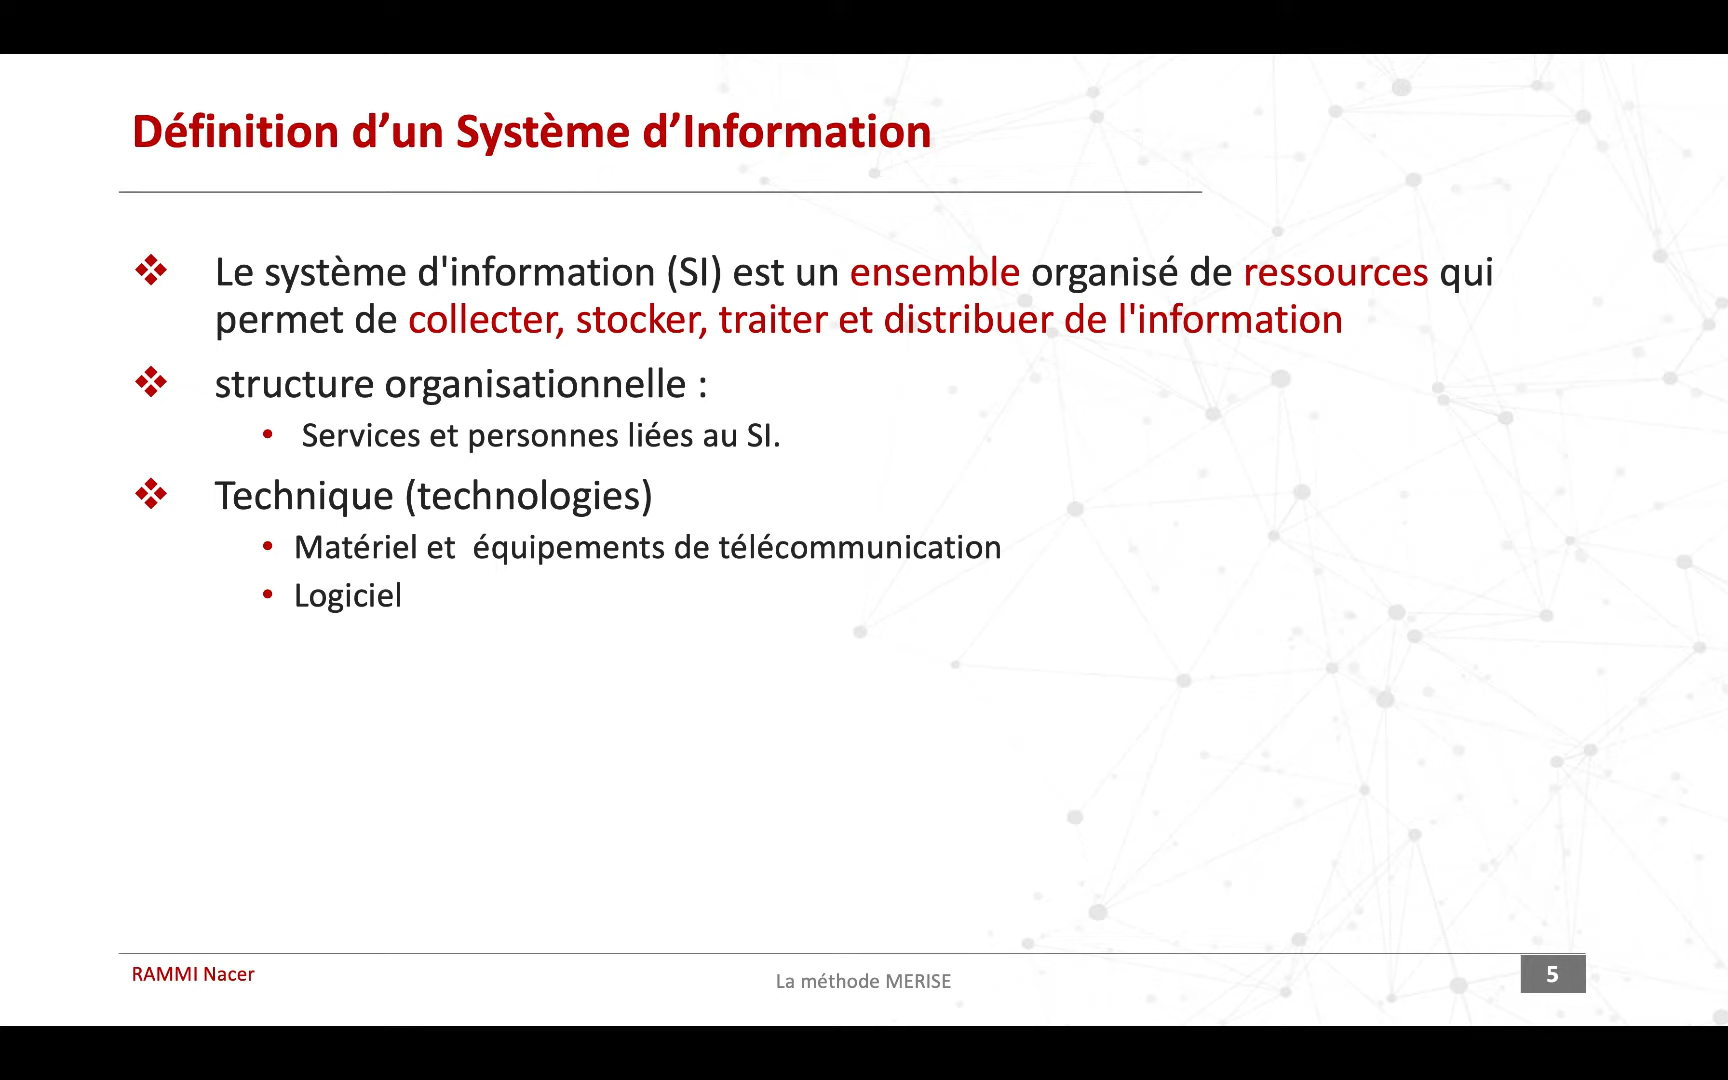 Définition d’un Système d’Information
Le système d'information (SI) est un ensemble organisé de ressources qui
permet de collecter, stocker, traiter et distribuer de l'information
structure organisationnelle :
Services et personnes liées au SI.
Technique (technologies)
Matériel et équipements de télécommunication
Logiciel
RAMMI Nacer
La méthode MERISE
5